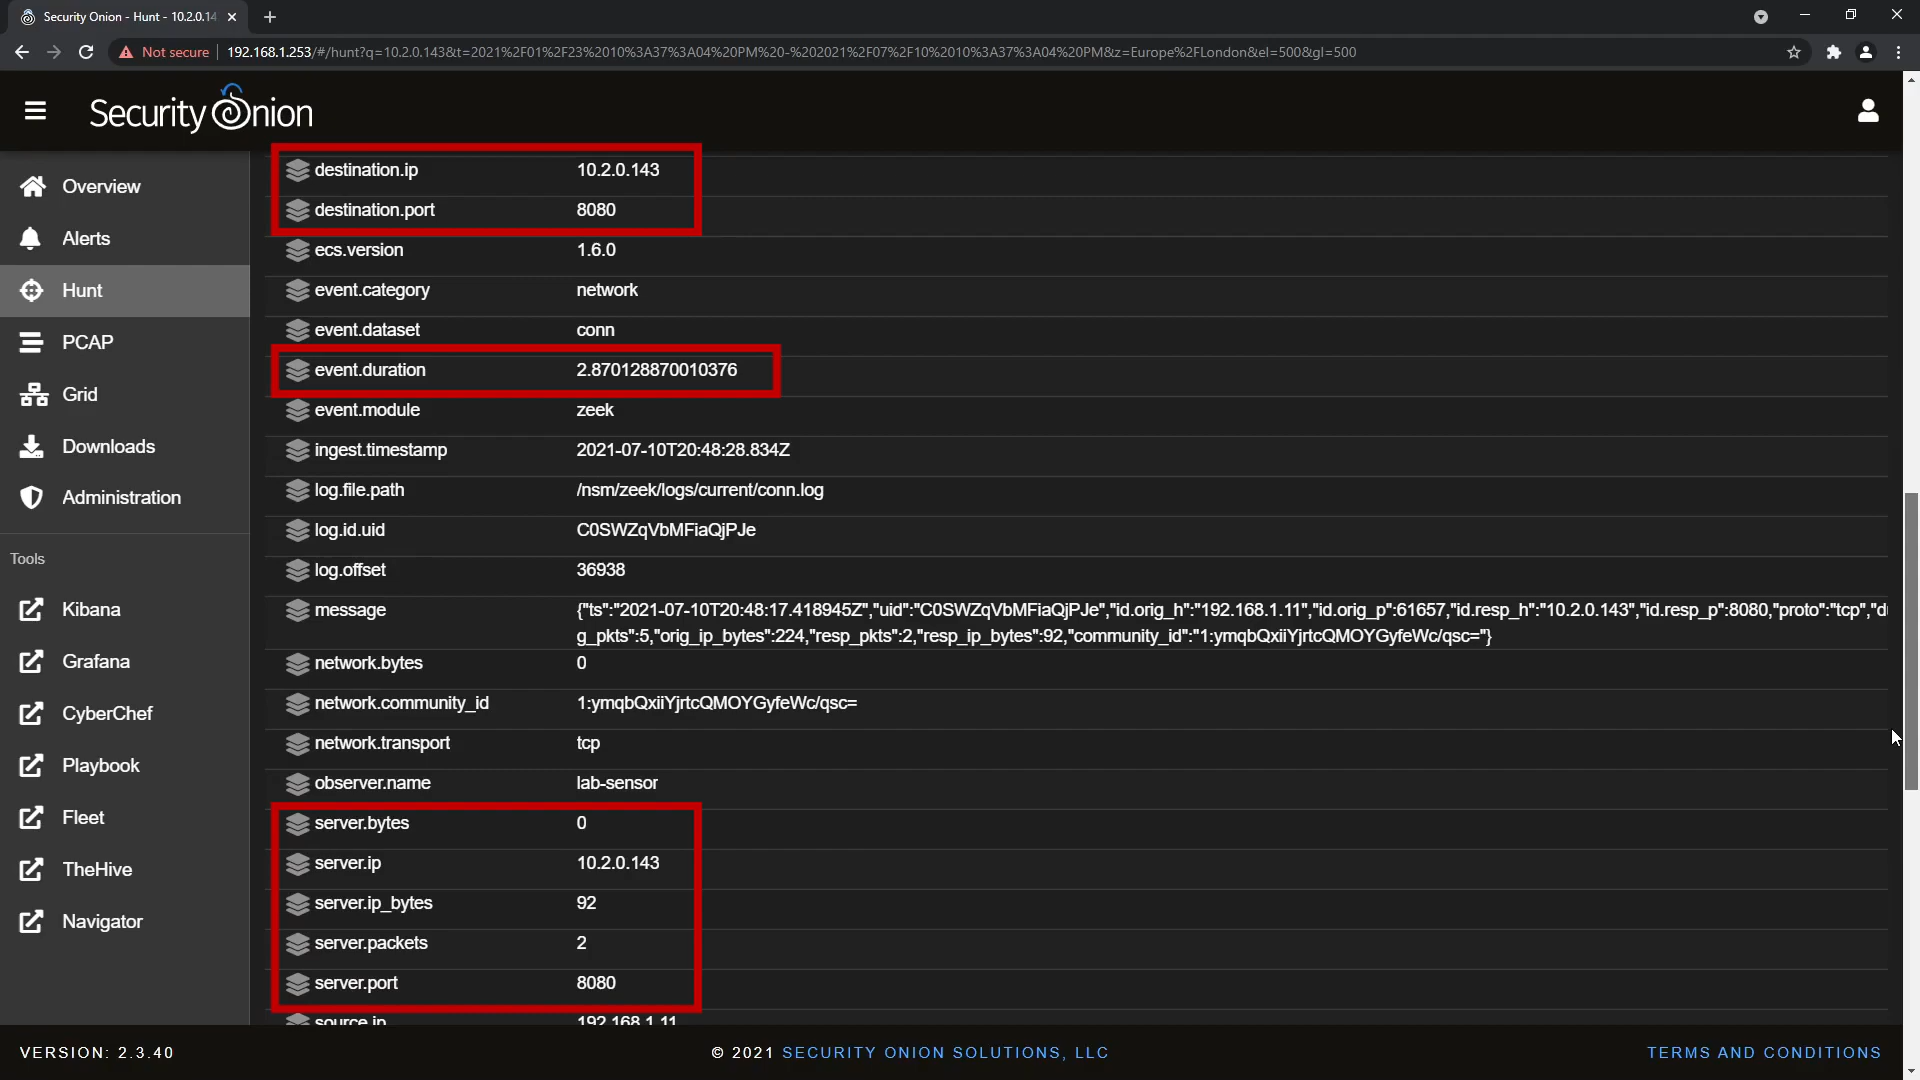 Security Onion - Hunt - 10.2.0.14
Not secure
192.168.1.253/#/hunt?q=10.2.0.143&t=2021%2F01%2F23%2010%3A37%3A04%20PM%20-%202021%2F07%2F10%2010%3A37%3A04%20PM&z=Europe%2FLondon&el=500&gl=500
Security Onion
Overview
Alerts
Hunt
PCAP
Grid
Downloads
Administration
Tools
Kibana
Grafana
CyberChef
Playbook
Fleet
TheHive
Navigator
destination.ip 10.2.0.143
destination.port 8080
ecs.version 1.6.0
event.category network
event.dataset conn
event.duration 2.870128870010376
event.module zeek
ingest.timestamp 2021-07-10T20:48:28.834Z
log.file.path /nsm/zeek/logs/current/conn.log
log.id.uid C0SWZqVbMFiaQjPJe
log.offset 36938
message {"ts":"2021-07-10T20:48:17.418945Z","uid":"C0SWZqVbMFiaQjPJe","id.orig_h":"192.168.1.11","id.orig_p":61657,"id.resp_h":"10.2.0.143","id.resp_p":8080,"proto":"tcp","d
g_pkts":5,"orig_ip_bytes":224,"resp_pkts":2,"resp_ip_bytes":92,"community_id":"1:ymqbQxiiYjrtcQMOYGyfeWc/qsc="}
network.bytes 0
network.community_id 1:ymqbQxiiYjrtcQMOYGyfeWc/qsc=
network.transport tcp
observer.name lab-sensor
server.bytes 0
server.ip 10.2.0.143
server.ip_bytes 92
server.packets 2
server.port 8080
source.ip 192.168.1.11
VERSION: 2.3.40
© 2021 SECURITY ONION SOLUTIONS, LLC
TERMS AND CONDITIONS